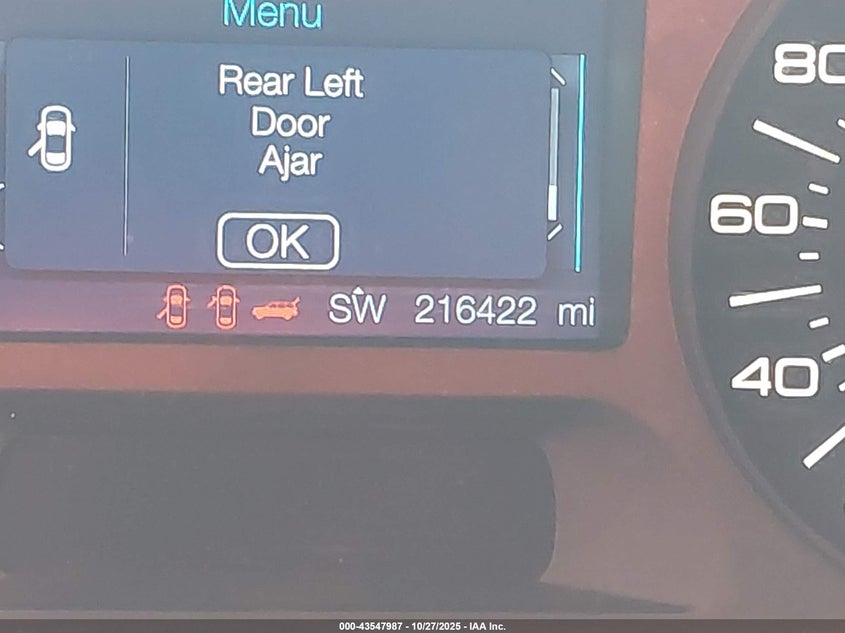 Menu
Rear Left
Door
Ajar
OK
SW 216422 mi
80
60
40
000-43547987 - 10/27/2025 - IAA Inc.